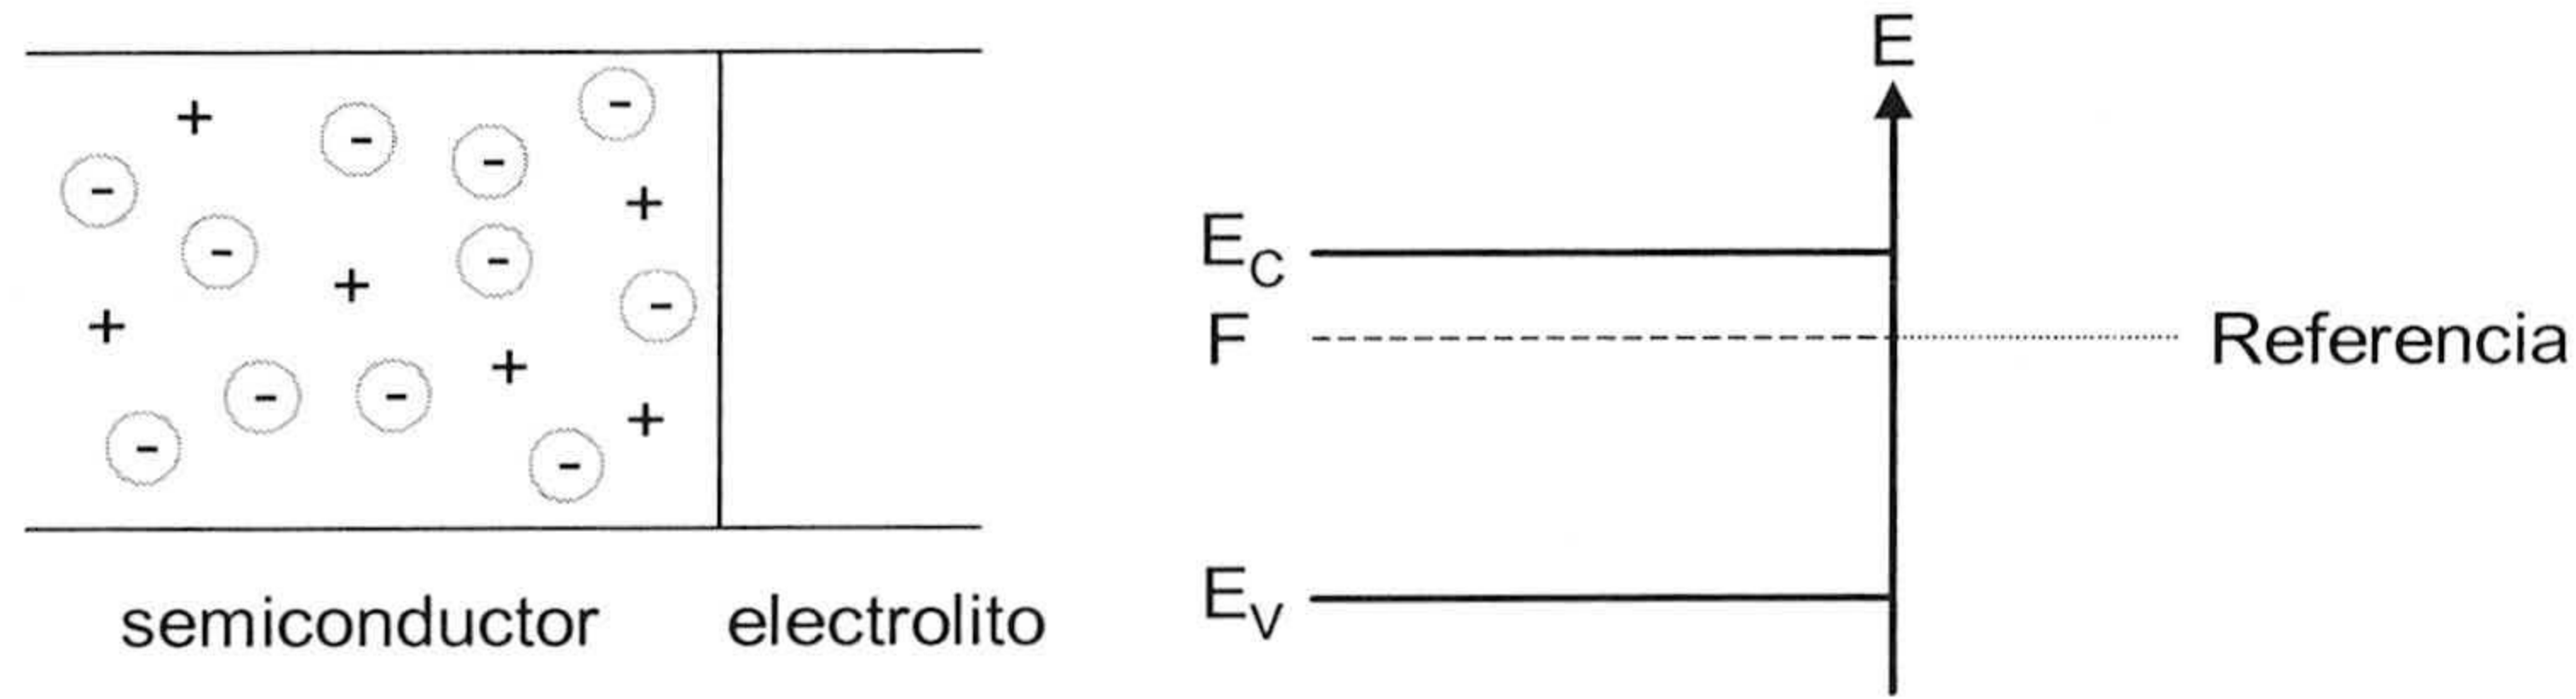 semiconductor electrolito
E
E_C
F
Referencia
E_V